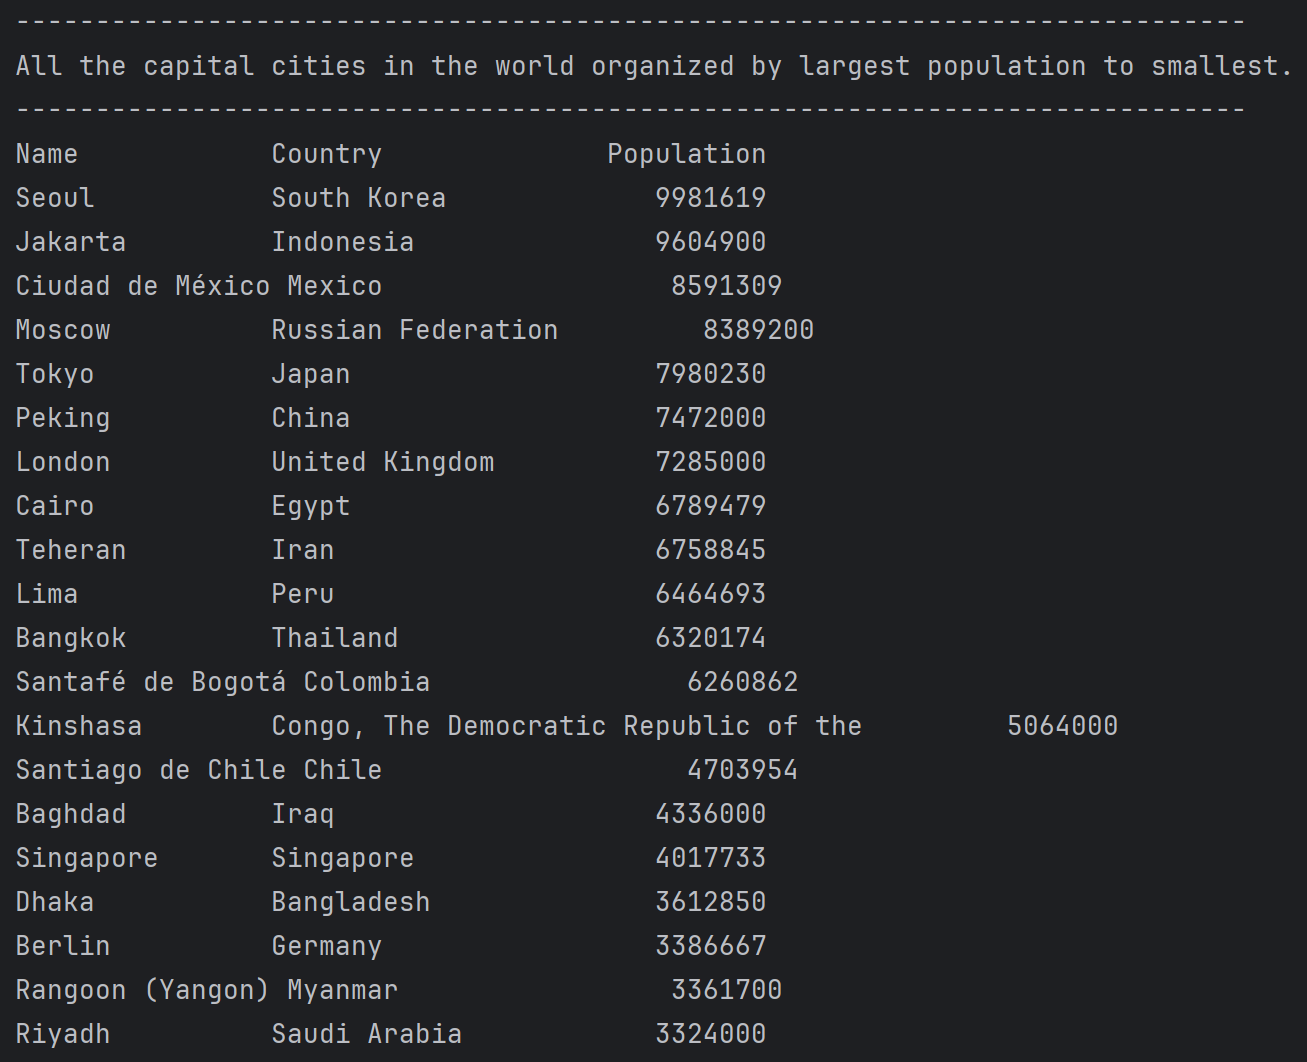 -----------------------------------------------------------------------------
All the capital cities in the world organized by largest population to smallest.
-----------------------------------------------------------------------------
Name            Country              Population
Seoul           South Korea             9981619
Jakarta         Indonesia               9604900
Ciudad de México Mexico                  8591309
Moscow          Russian Federation         8389200
Tokyo           Japan                   7980230
Peking          China                   7472000
London          United Kingdom          7285000
Cairo           Egypt                   6789479
Teheran         Iran                    6758845
Lima            Peru                    6464693
Bangkok         Thailand                6320174
Santafé de Bogotá Colombia                6260862
Kinshasa        Congo, The Democratic Republic of the         5064000
Santiago de Chile Chile                   4703954
Baghdad         Iraq                    4336000
Singapore       Singapore               4017733
Dhaka           Bangladesh              3612850
Berlin          Germany                 3386667
Rangoon (Yangon) Myanmar                 3361700
Riyadh          Saudi Arabia            3324000